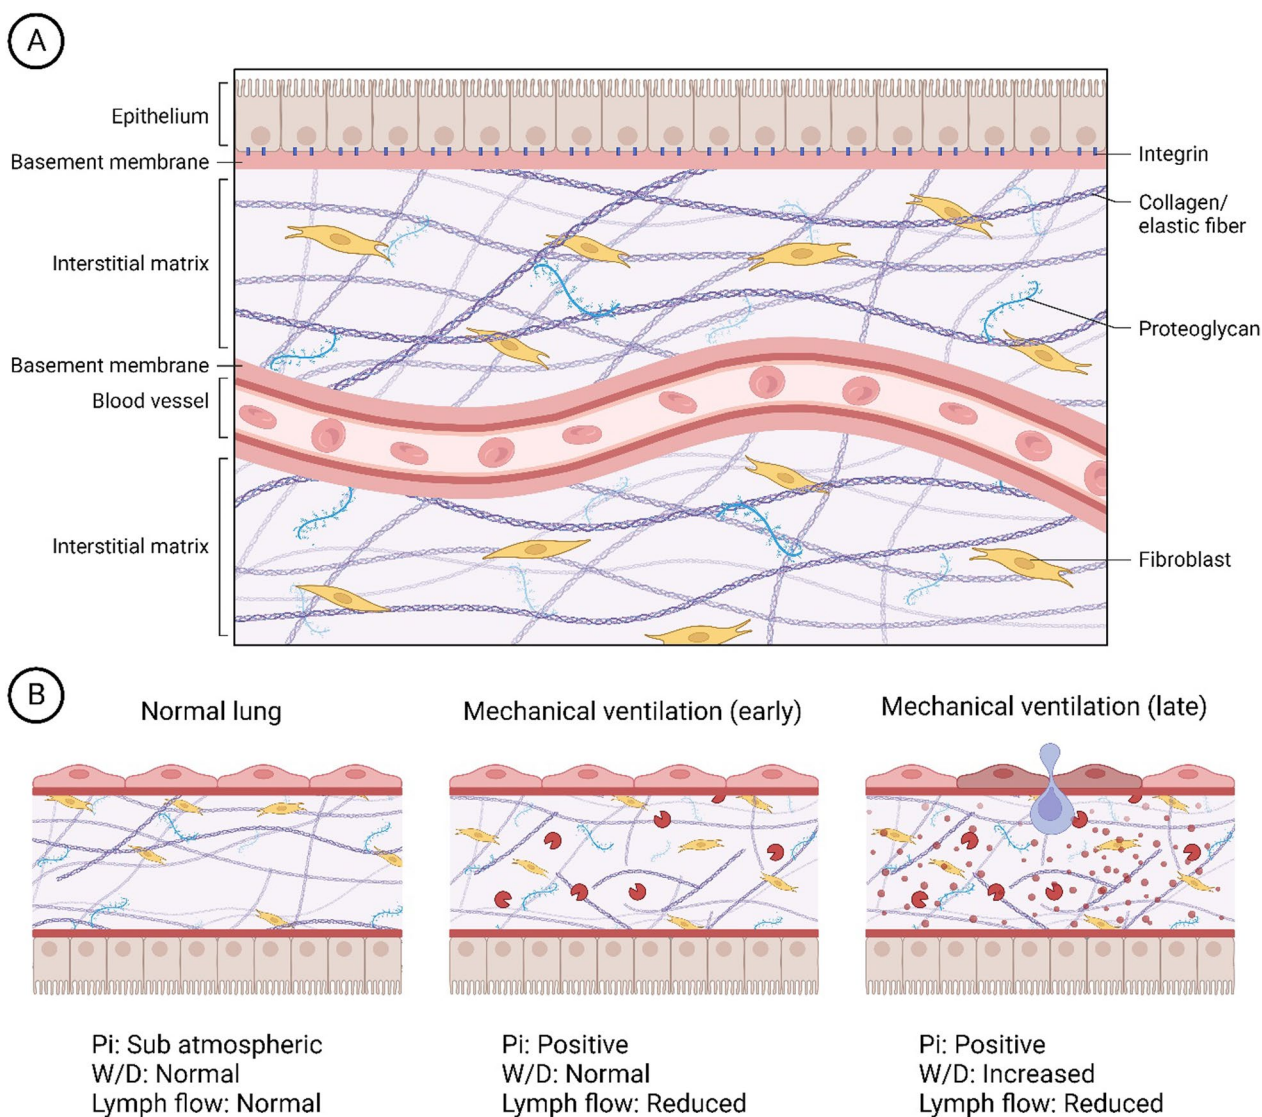 A
Epithelium
Basement membrane
Interstitial matrix
Basement membrane
Blood vessel
Interstitial matrix
Integrin
Collagen/
elastic fiber
Proteoglycan
Fibroblast
B
Normal lung
Mechanical ventilation (early)
Mechanical ventilation (late)
Pi: Sub atmospheric
W/D: Normal
Lymph flow: Normal
Pi: Positive
W/D: Normal
Lymph flow: Reduced
Pi: Positive
W/D: Increased
Lymph flow: Reduced